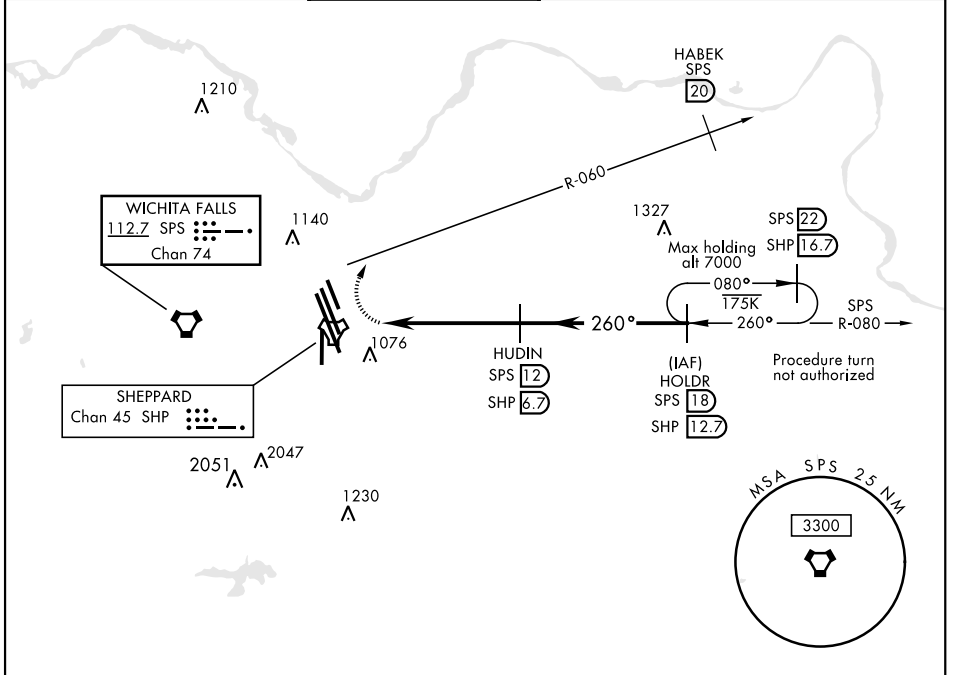 HABEK
SPS
20
1210
R-060
WICHITA FALLS
112.7 SPS
Chan 74
1140
1327
SPS 22
SHP 16.7
Max holding
alt 7000
080°
175K
260°
260°
SPS
R-080
1076
HUDIN
SPS 12
SHP 6.7
(IAF)
HOLDR
SPS 18
SHP 12.7
Procedure turn
not authorized
SHEPPARD
Chan 45 SHP
2051
2047
1230
MSA SPS 25 NM
3300